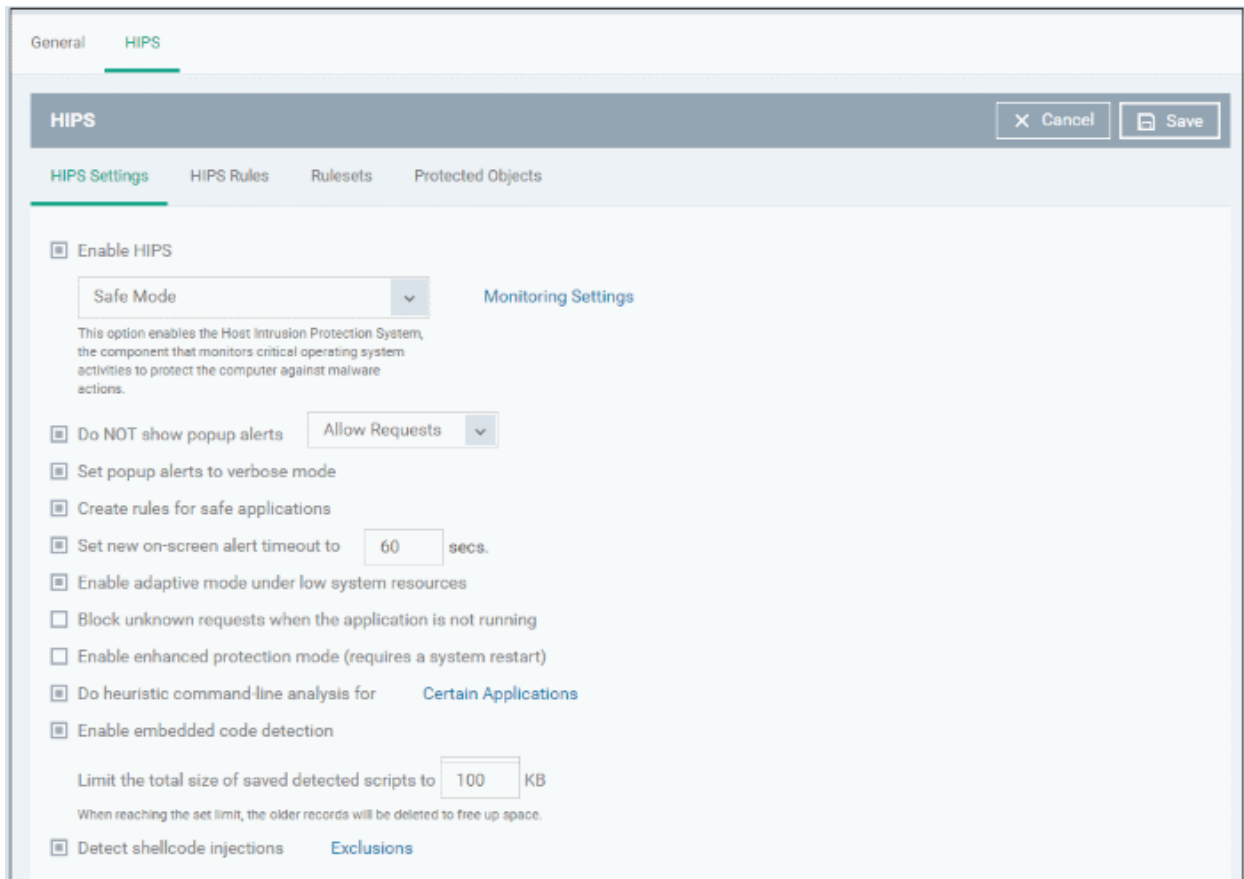 General HIPS
HIPS Cancel Save
HIPS Settings HIPS Rules Rulesets Protected Objects
Enable HIPS
Safe Mode Monitoring Settings
This option enables the Host Intrusion Protection System,
the component that monitors critical operating system
activities to protect the computer against malware
actions.
Do NOT show popup alerts Allow Requests
Set popup alerts to verbose mode
Create rules for safe applications
Set new on-screen alert timeout to 60 secs.
Enable adaptive mode under low system resources
Block unknown requests when the application is not running
Enable enhanced protection mode (requires a system restart)
Do heuristic command-line analysis for Certain Applications
Enable embedded code detection
Limit the total size of saved detected scripts to 100 KB
When reaching the set limit, the older records will be deleted to free up space.
Detect shellcode injections Exclusions